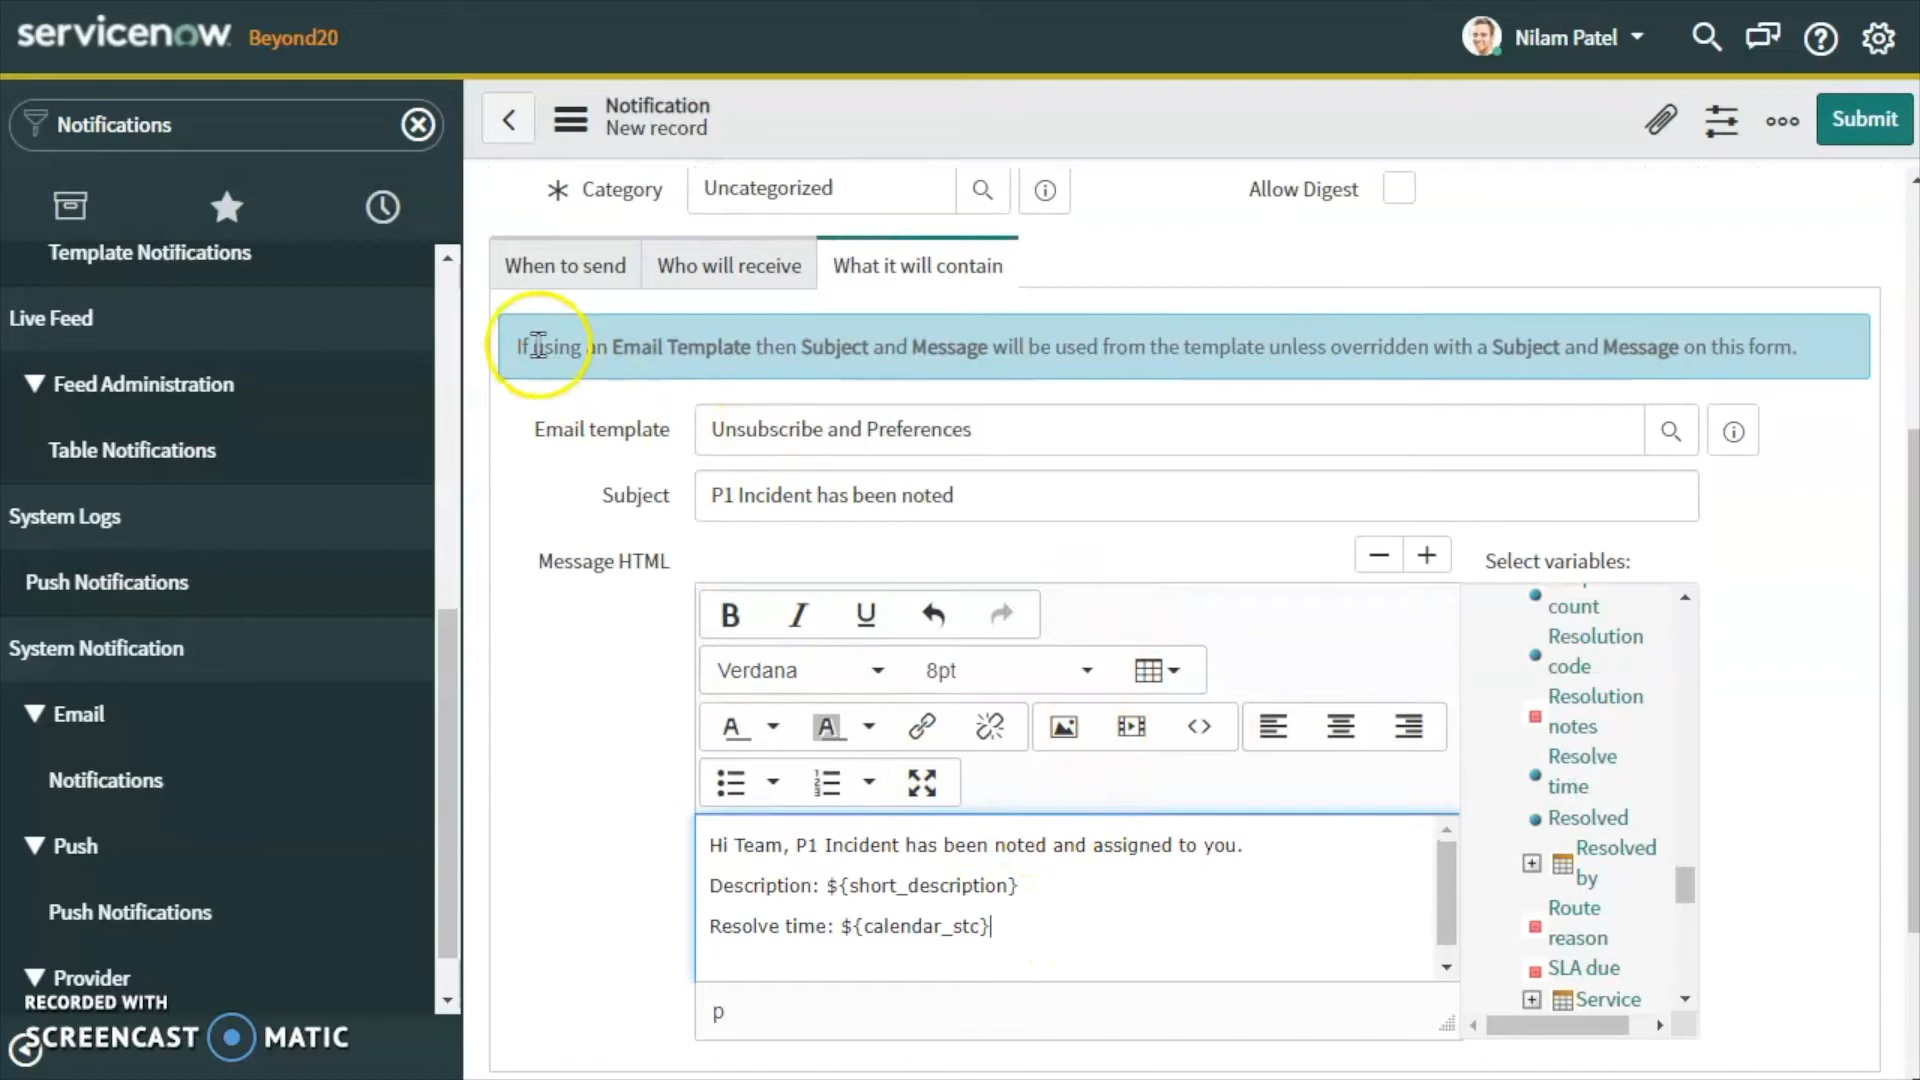 servicenow Beyond20
Nilam Patel
Notifications
Template Notifications
Live Feed
Feed Administration
Table Notifications
System Logs
Push Notifications
System Notification
Email
Notifications
Push
Push Notifications
Provider
RECORDED WITH
SCREENCAST MATIC
Notification
New record
Submit
Category
Uncategorized
Allow Digest
When to send
Who will receive
What it will contain
If using an Email Template then Subject and Message will be used from the template unless overridden with a Subject and Message on this form.
Email template
Unsubscribe and Preferences
Subject
P1 Incident has been noted
Message HTML
Select variables:
B I U
Verdana
8pt
A A
Hi Team, P1 Incident has been noted and assigned to you.
Description: ${short_description}
Resolve time: ${calendar_stc}
p
count
Resolution
code
Resolution
notes
Resolve
time
Resolved
Resolved
by
Route
reason
SLA due
Service